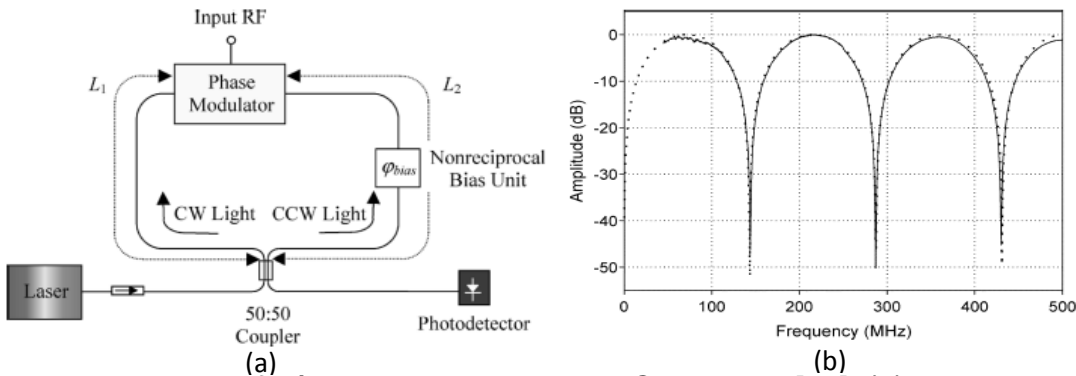 Input RF
L1
Phase
Modulator
L2
φbias
Nonreciprocal
Bias Unit
CW Light
CCW Light
Laser
50:50
Coupler
Photodetector
(a)
Amplitude (dB)
0
-10
-20
-30
-40
-50
0
100
200
300
400
500
Frequency (MHz)
(b)